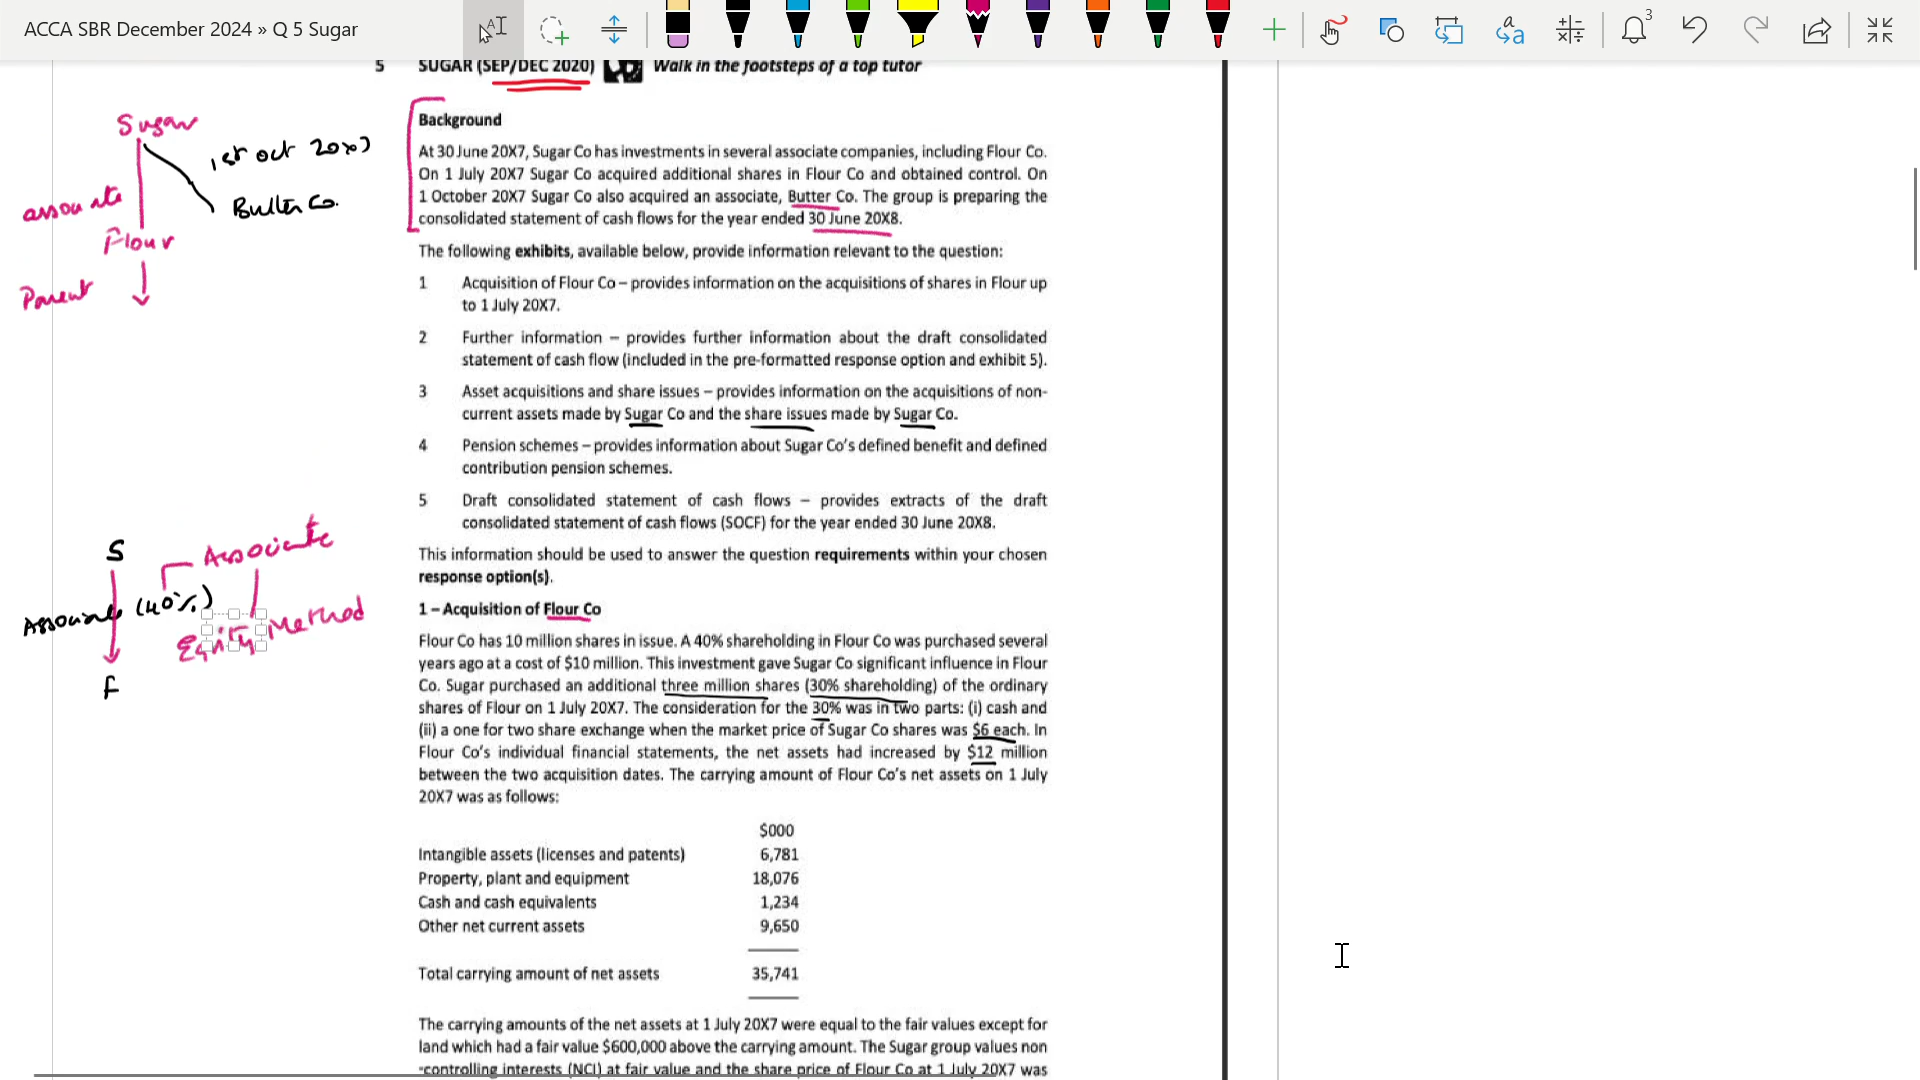 ACCA SBR December 2024 » Q 5 Sugar
3
5 SUGAR (SEP/DEC 2020) Walk in the footsteps of a top tutor
Sugar
1st oct 20x7
Butter Co.
associate
Flour
Parent
Background
At 30 June 20X7, Sugar Co has investments in several associate companies, including Flour Co.
On 1 July 20X7 Sugar Co acquired additional shares in Flour Co and obtained control. On
1 October 20X7 Sugar Co also acquired an associate, Butter Co. The group is preparing the
consolidated statement of cash flows for the year ended 30 June 20X8.
The following exhibits, available below, provide information relevant to the question:
1 Acquisition of Flour Co – provides information on the acquisitions of shares in Flour up
to 1 July 20X7.
2 Further information – provides further information about the draft consolidated
statement of cash flow (included in the pre-formatted response option and exhibit 5).
3 Asset acquisitions and share issues – provides information on the acquisitions of non-
current assets made by Sugar Co and the share issues made by Sugar Co.
4 Pension schemes – provides information about Sugar Co's defined benefit and defined
contribution pension schemes.
5 Draft consolidated statement of cash flows – provides extracts of the draft
consolidated statement of cash flows (SOCF) for the year ended 30 June 20X8.
This information should be used to answer the question requirements within your chosen
response option(s).
S
Associate
Associate (40%)
Equity Method
F
1 – Acquisition of Flour Co
Flour Co has 10 million shares in issue. A 40% shareholding in Flour Co was purchased several
years ago at a cost of $10 million. This investment gave Sugar Co significant influence in Flour
Co. Sugar purchased an additional three million shares (30% shareholding) of the ordinary
shares of Flour on 1 July 20X7. The consideration for the 30% was in two parts: (i) cash and
(ii) a one for two share exchange when the market price of Sugar Co shares was $6 each. In
Flour Co's individual financial statements, the net assets had increased by $12 million
between the two acquisition dates. The carrying amount of Flour Co's net assets on 1 July
20X7 was as follows:
$000
Intangible assets (licenses and patents) 6,781
Property, plant and equipment 18,076
Cash and cash equivalents 1,234
Other net current assets 9,650
Total carrying amount of net assets 35,741
The carrying amounts of the net assets at 1 July 20X7 were equal to the fair values except for
land which had a fair value $600,000 above the carrying amount. The Sugar group values non
-controlling interests (NCI) at fair value and the share price of Flour Co at 1 July 20X7 was